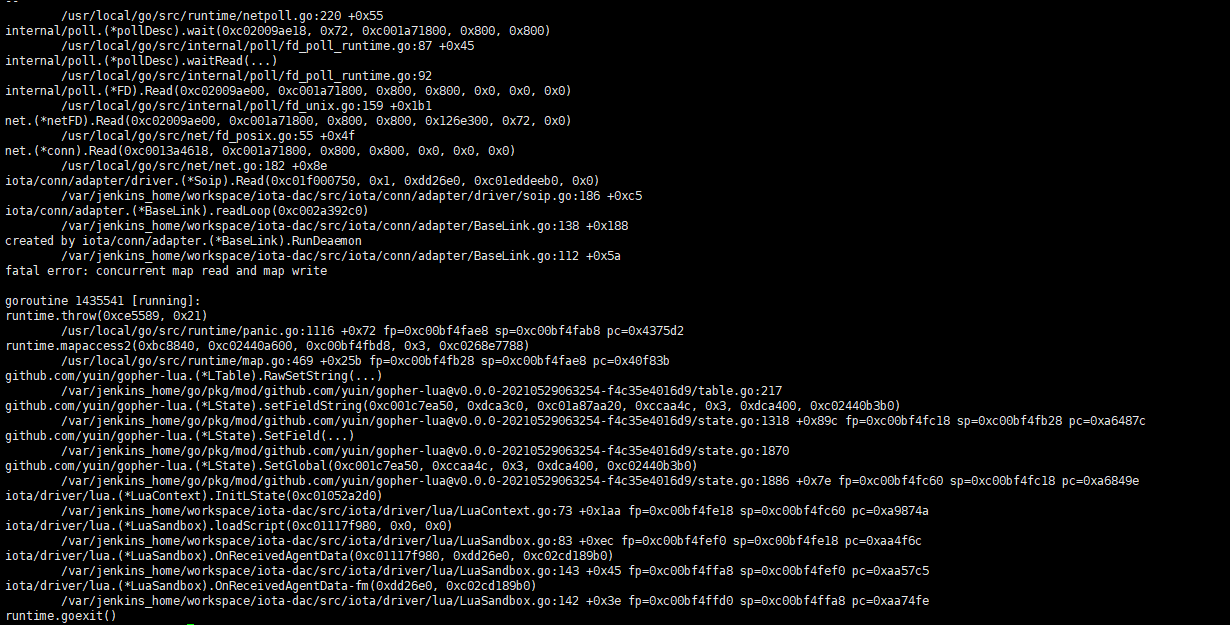 --
/usr/local/go/src/runtime/netpoll.go:220 +0x55
internal/poll.(*pollDesc).wait(0xc02009ae18, 0x72, 0xc001a71800, 0x800, 0x800)
/usr/local/go/src/internal/poll/fd_poll_runtime.go:87 +0x45
internal/poll.(*pollDesc).waitRead(...)
/usr/local/go/src/internal/poll/fd_poll_runtime.go:92
internal/poll.(*FD).Read(0xc02009ae00, 0xc001a71800, 0x800, 0x800, 0x0, 0x0, 0x0)
/usr/local/go/src/internal/poll/fd_unix.go:159 +0x1b1
net.(*netFD).Read(0xc02009ae00, 0xc001a71800, 0x800, 0x800, 0x126e300, 0x72, 0x0)
/usr/local/go/src/net/fd_posix.go:55 +0x4f
net.(*conn).Read(0xc0013a4618, 0xc001a71800, 0x800, 0x800, 0x0, 0x0, 0x0)
/usr/local/go/src/net/net.go:182 +0x8e
iota/conn/adapter/driver.(*Soip).Read(0xc01f000750, 0x1, 0xdd26e0, 0xc01eddeeb0, 0x0)
/var/jenkins_home/workspace/iota-dac/src/iota/conn/adapter/driver/soip.go:186 +0xc5
iota/conn/adapter.(*BaseLink).readLoop(0xc002a392c0)
/var/jenkins_home/workspace/iota-dac/src/iota/conn/adapter/BaseLink.go:138 +0x188
created by iota/conn/adapter.(*BaseLink).RunDeaemon
/var/jenkins_home/workspace/iota-dac/src/iota/conn/adapter/BaseLink.go:112 +0x5a
fatal error: concurrent map read and map write

goroutine 1435541 [running]:
runtime.throw(0xce5589, 0x21)
/usr/local/go/src/runtime/panic.go:1116 +0x72 fp=0xc00bf4fae8 sp=0xc00bf4fab8 pc=0x4375d2
runtime.mapaccess2(0xbc8840, 0xc02440a600, 0xc00bf4fbd8, 0x3, 0xc0268e7788)
/usr/local/go/src/runtime/map.go:469 +0x25b fp=0xc00bf4fb28 sp=0xc00bf4fae8 pc=0x40f83b
github.com/yuin/gopher-lua.(*LTable).RawSetString(...)
/var/jenkins_home/go/pkg/mod/github.com/yuin/gopher-lua@v0.0.0-20210529063254-f4c35e4016d9/table.go:217
github.com/yuin/gopher-lua.(*LState).setFieldString(0xc001c7ea50, 0xdca3c0, 0xc01a87aa20, 0xccaa4c, 0x3, 0xdca400, 0xc02440b3b0)
/var/jenkins_home/go/pkg/mod/github.com/yuin/gopher-lua@v0.0.0-20210529063254-f4c35e4016d9/state.go:1318 +0x89c fp=0xc00bf4fc18 sp=0xc00bf4fb28 pc=0xa6487c
github.com/yuin/gopher-lua.(*LState).SetField(...)
/var/jenkins_home/go/pkg/mod/github.com/yuin/gopher-lua@v0.0.0-20210529063254-f4c35e4016d9/state.go:1870
github.com/yuin/gopher-lua.(*LState).SetGlobal(0xc001c7ea50, 0xccaa4c, 0x3, 0xdca400, 0xc02440b3b0)
/var/jenkins_home/go/pkg/mod/github.com/yuin/gopher-lua@v0.0.0-20210529063254-f4c35e4016d9/state.go:1886 +0x7e fp=0xc00bf4fc60 sp=0xc00bf4fc18 pc=0xa6849e
iota/driver/lua.(*LuaContext).InitLState(0xc01052a2d0)
/var/jenkins_home/workspace/iota-dac/src/iota/driver/lua/LuaContext.go:73 +0x1aa fp=0xc00bf4fe18 sp=0xc00bf4fc60 pc=0xa9874a
iota/driver/lua.(*LuaSandbox).loadScript(0xc01117f980, 0x0, 0x0)
/var/jenkins_home/workspace/iota-dac/src/iota/driver/lua/LuaSandbox.go:83 +0xec fp=0xc00bf4fef0 sp=0xc00bf4fe18 pc=0xaa4f6c
iota/driver/lua.(*LuaSandbox).OnReceivedAgentData(0xc01117f980, 0xdd26e0, 0xc02cd189b0)
/var/jenkins_home/workspace/iota-dac/src/iota/driver/lua/LuaSandbox.go:143 +0x45 fp=0xc00bf4ffa8 sp=0xc00bf4fef0 pc=0xaa57c5
iota/driver/lua.(*LuaSandbox).OnReceivedAgentData-fm(0xdd26e0, 0xc02cd189b0)
/var/jenkins_home/workspace/iota-dac/src/iota/driver/lua/LuaSandbox.go:142 +0x3e fp=0xc00bf4ffd0 sp=0xc00bf4ffa8 pc=0xaa74fe
runtime.goexit()